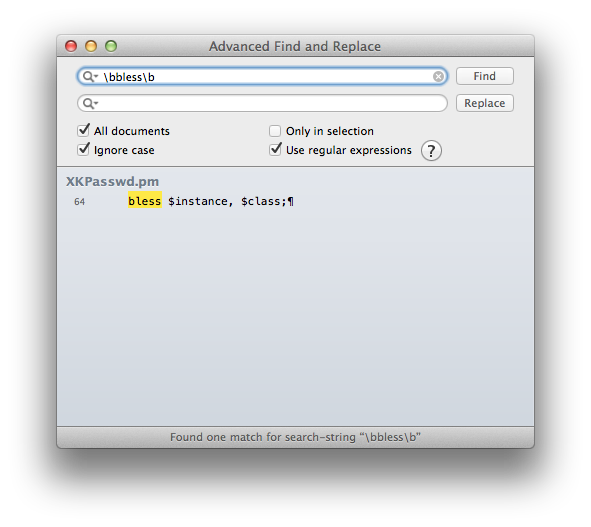 Advanced Find and Replace
\bbless\b
Find
Replace
All documents
Only in selection
Ignore case
Use regular expressions
?
XKPasswd.pm
64 bless $instance, $class;¶
Found one match for search-string “\bbless\b”